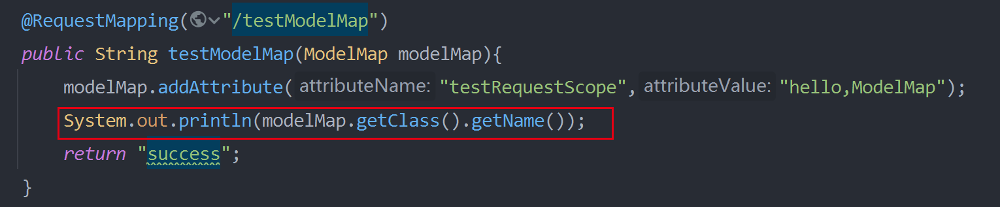 @RequestMapping("/testModelMap")
public String testModelMap(ModelMap modelMap){
modelMap.addAttribute( attributeName: "testRequestScope", attributeValue: "hello,ModelMap");
System.out.println(modelMap.getClass().getName());
return "success";
}